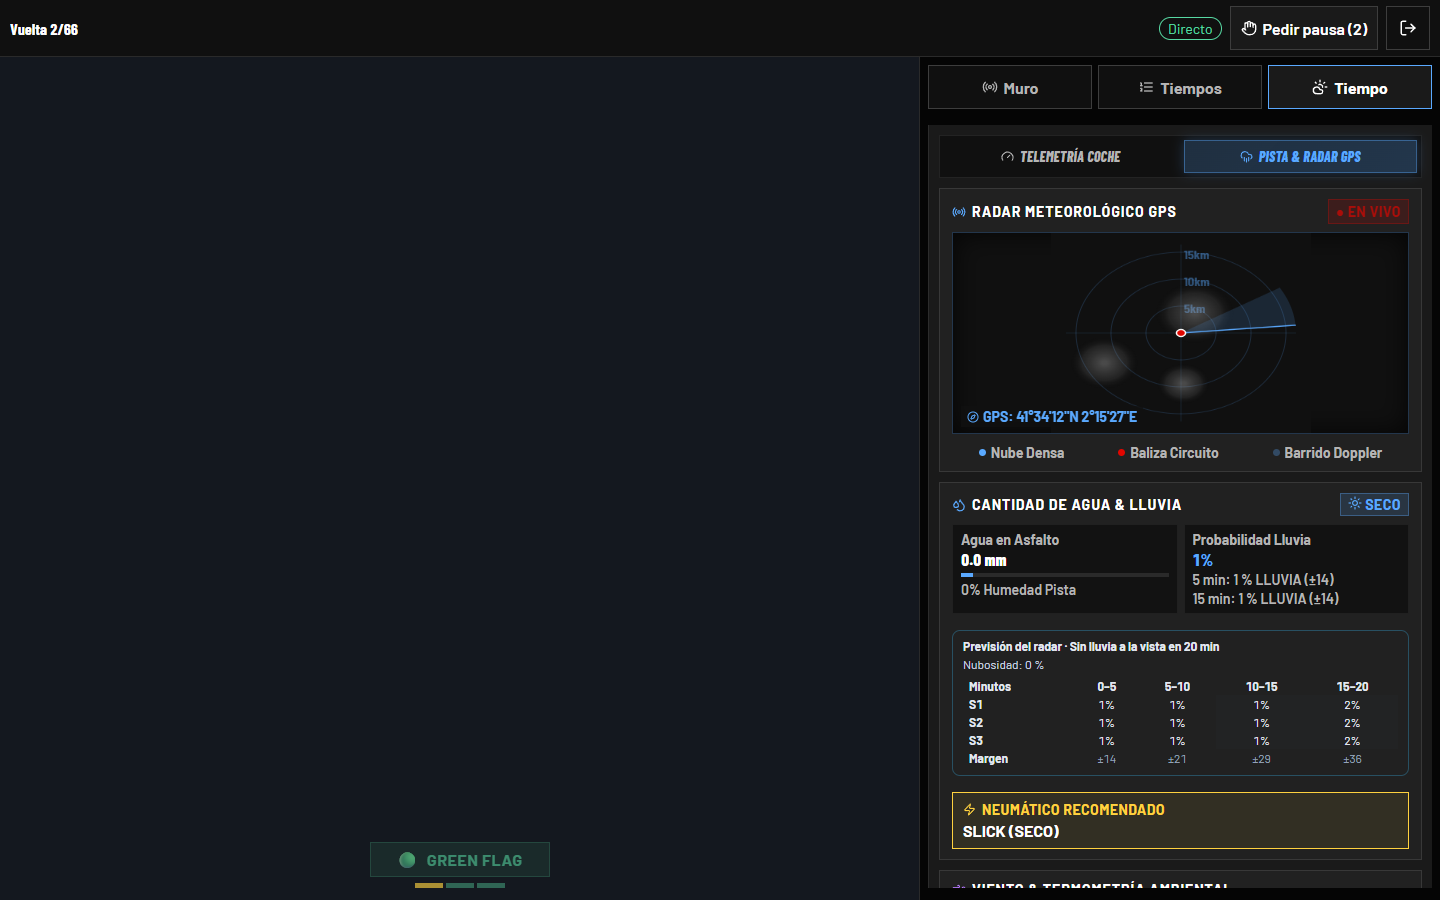 Vuelta 2/66
Directo
Pedir pausa (2)
Muro
Tiempos
Tiempo
TELEMETRÍA COCHE
PISTA & RADAR GPS
RADAR METEOROLÓGICO GPS
EN VIVO
15km
10km
5km
GPS: 41°34'12"N 2°15'27"E
Nube Densa
Baliza Circuito
Barrido Doppler
CANTIDAD DE AGUA & LLUVIA
SECO
Agua en Asfalto
0.0 mm
0% Humedad Pista
Probabilidad Lluvia
1%
5 min: 1 % LLUVIA (±14)
15 min: 1 % LLUVIA (±14)
Previsión del radar · Sin lluvia a la vista en 20 min
Nubosidad: 0 %
Minutos 0–5 5–10 10–15 15–20
S1 1% 1% 1% 2%
S2 1% 1% 1% 2%
S3 1% 1% 1% 2%
Margen ±14 ±21 ±29 ±36
NEUMÁTICO RECOMENDADO
SLICK (SECO)
VIENTO & TERMOMETRÍA AMBIENTAL
GREEN FLAG